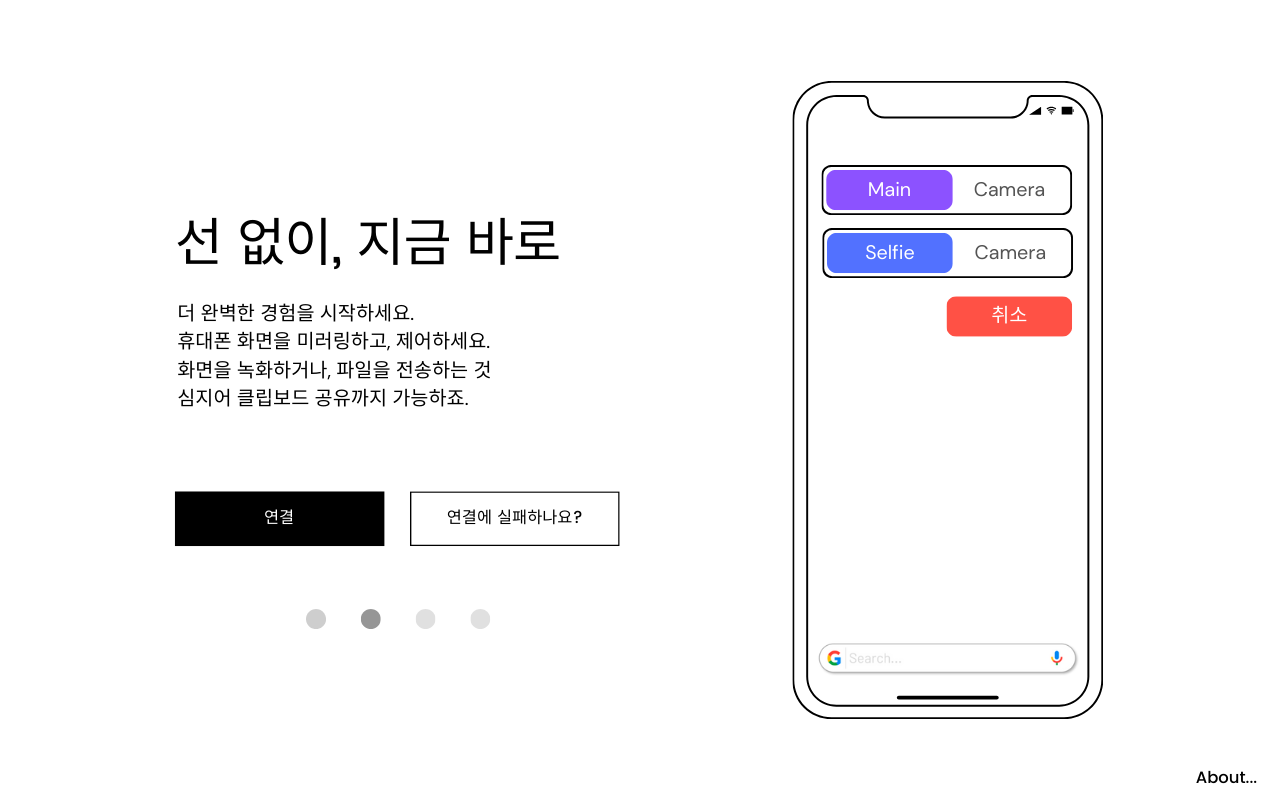 선 없이, 지금 바로
더 완벽한 경험을 시작하세요.
휴대폰 화면을 미러링하고, 제어하세요.
화면을 녹화하거나, 파일을 전송하는 것
심지어 클립보드 공유까지 가능하죠.
연결
연결에 실패하나요?
Main
Camera
Selfie
Camera
취소
G
Search...
About...